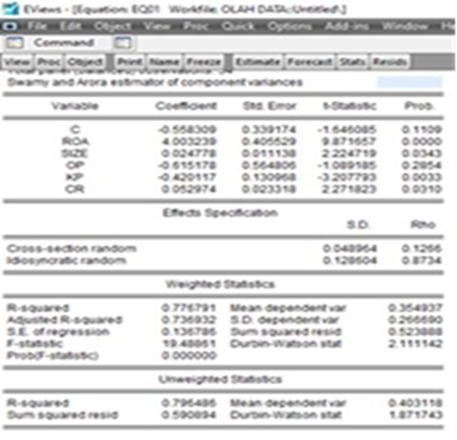 EViews - [Equation: EQ01 Workfile: OLAH DATA::Untitled\]
File Edit Object View Proc Quick Options Add-ins Window
Command
View Proc Object Print Name Freeze Estimate Forecast Stats Resids
Total panel (balanced) observations: 34
Swamy and Arora estimator of component variances
Variable Coefficient Std. Error t-Statistic Prob.
C -0.558309 0.339174 -1.646085 0.1109
ROA 4.003239 0.405529 9.871657 0.0000
SIZE 0.024778 0.011138 2.224719 0.0343
OP -0.615178 0.564806 -1.089185 0.2854
KP -0.420117 0.130968 -3.207793 0.0033
CR 0.052974 0.023318 2.271823 0.0310
Effects Specification
S.D. Rho
Cross-section random 0.048964 0.1266
Idiosyncratic random 0.128604 0.8734
Weighted Statistics
R-squared 0.776791 Mean dependent var 0.354937
Adjusted R-squared 0.736932 S.D. dependent var 0.266690
S.E. of regression 0.136786 Sum squared resid 0.523888
F-statistic 19.48861 Durbin-Watson stat 2.111142
Prob(F-statistic) 0.000000
Unweighted Statistics
R-squared 0.796486 Mean dependent var 0.403118
Sum squared resid 0.590894 Durbin-Watson stat 1.871743